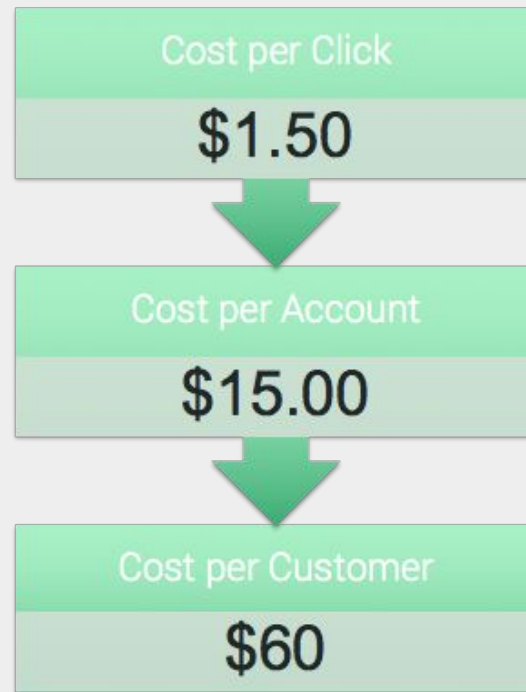 Cost per Click
$1.50
Cost per Account
$15.00
Cost per Customer
$60